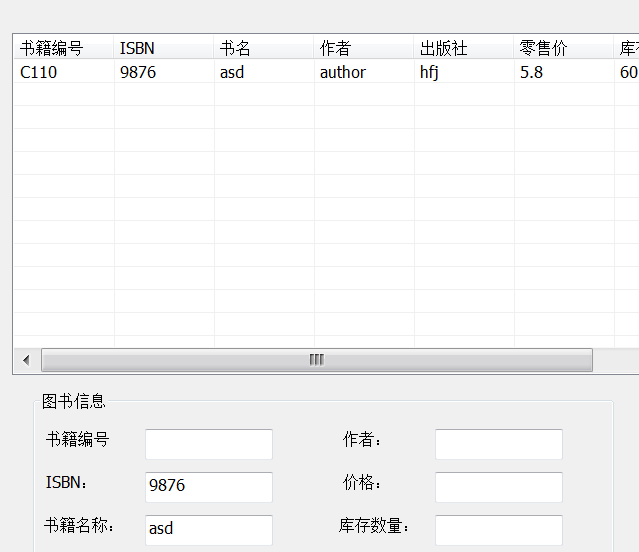 书籍编号 ISBN 书名 作者 出版社 零售价 库存
C110 9876 asd author hfj 5.8 60
图书信息
书籍编号 作者：
ISBN： 9876 价格：
书籍名称： asd 库存数量：